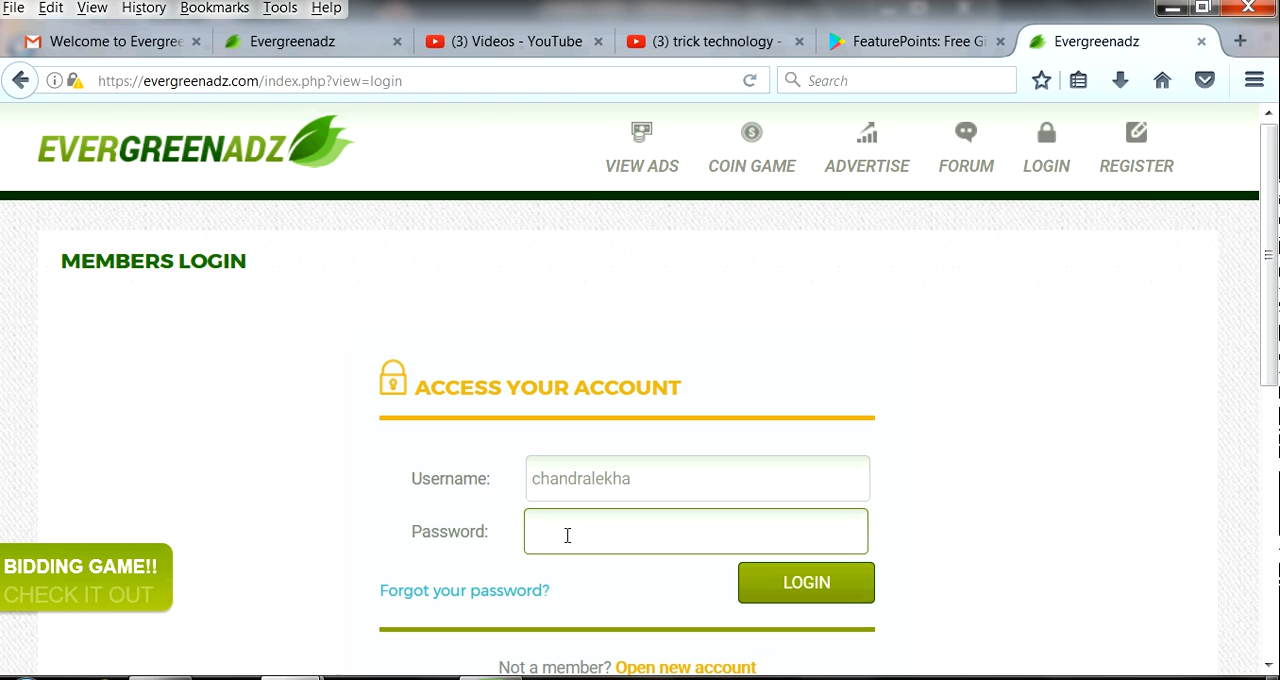 File Edit View History Bookmarks Tools Help
Welcome to Evergree Evergreenadz (3) Videos - YouTube (3) trick technology - FeaturePoints: Free Gi Evergreenadz
https://evergreenadz.com/index.php?view=login Search
EVERGREENADZ
VIEW ADS COIN GAME ADVERTISE FORUM LOGIN REGISTER
MEMBERS LOGIN
ACCESS YOUR ACCOUNT
Username: chandralekha
Password:
BIDDING GAME!!
CHECK IT OUT
Forgot your password? LOGIN
Not a member? Open new account